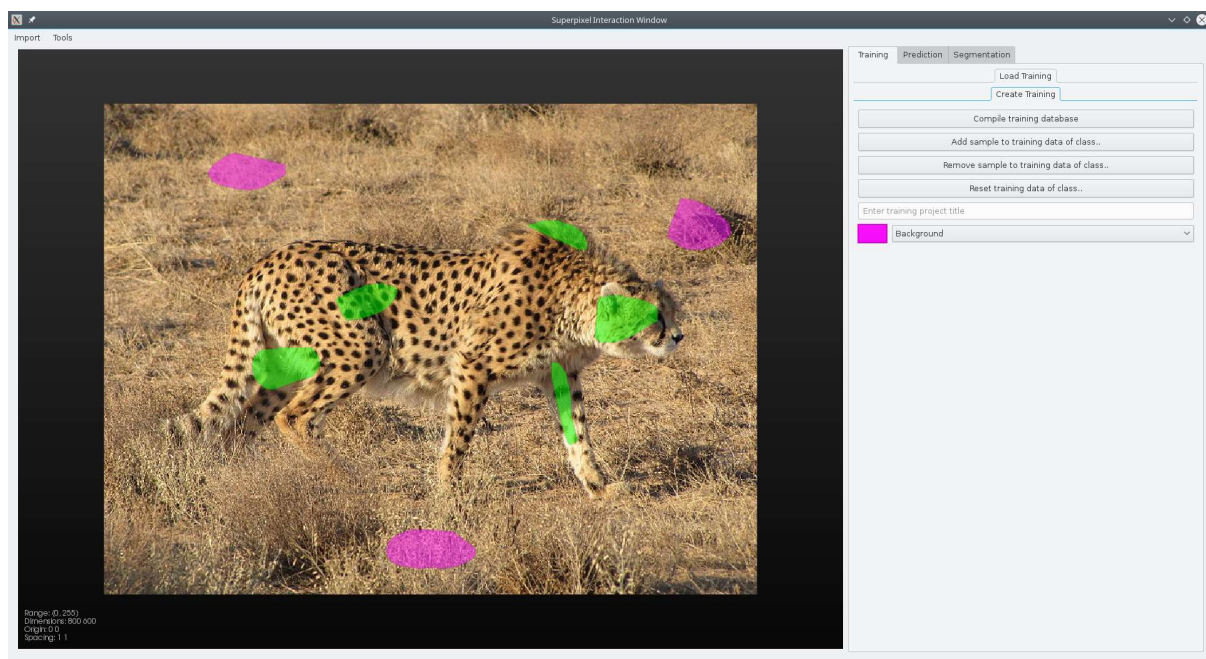 Superpixel Interaction Window
Import Tools
Training Prediction Segmentation
Load Training
Create Training
Compile training database
Add sample to training data of class..
Remove sample to training data of class..
Reset training data of class..
Enter training project title
Background
Range: (0, 255)
Dimensions: 800 600
Origin: 0 0
Spacing: 1 1